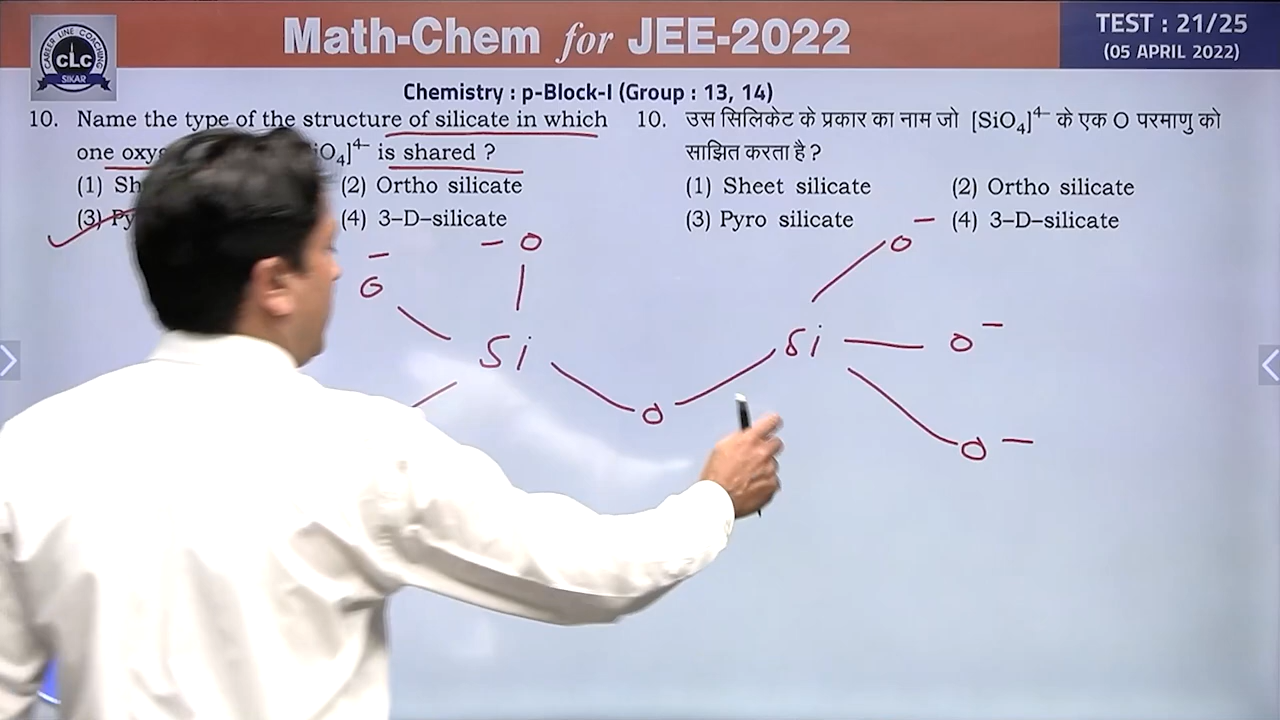 CAREER LINE COACHING
CLC
SIKAR
Math-Chem for JEE-2022
TEST : 21/25
(05 APRIL 2022)
Chemistry : p-Block-I (Group : 13, 14)
10. Name the type of the structure of silicate in which
one oxy iO₄]⁴⁻ is shared ?
(1) Sh (2) Ortho silicate
(3) Py (4) 3–D–silicate
10. उस सिलिकेट के प्रकार का नाम जो [SiO₄]⁴⁻ के एक O परमाणु को
साझित करता है ?
(1) Sheet silicate (2) Ortho silicate
(3) Pyro silicate (4) 3–D–silicate
– O
O⁻
O⁻
Si
Si
O⁻
O
O –